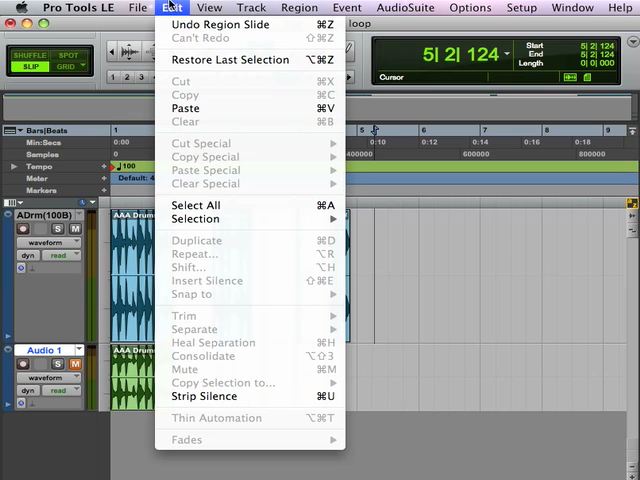 Pro Tools LE File Edit View Track Region Event AudioSuite Options Setup Window Help
loop
SHUFFLE SPOT
SLIP GRID
1 2 3
5| 2| 124
Cursor
Start 5| 2| 124
End 5| 2| 124
Length 0| 0| 000
Undo Region Slide ⌘Z
Can't Redo ⇧⌘Z
Restore Last Selection ⌥⌘Z
Cut ⌘X
Copy ⌘C
Paste ⌘V
Clear ⌘B
Cut Special
Copy Special
Paste Special
Clear Special
Select All ⌘A
Selection
Duplicate ⌘D
Repeat... ⌥R
Shift... ⌥H
Insert Silence ⇧⌘E
Snap to
Trim
Separate
Heal Separation ⌘H
Consolidate ⌥⇧3
Mute ⌘M
Copy Selection to...
Strip Silence ⌘U
Thin Automation ⌥⌘T
Fades
Bars|Beats 1 5 6 7 8 9
Min:Secs 0:00 0:10 0:12 0:14 0:16 0:18
Samples 0 400000 600000 800000
Tempo 100
Meter Default: 4
Markers
ADrm(100B) AAA Drum
S M
waveform
dyn read
Audio 1 AAA Drum
S M
waveform
dyn read